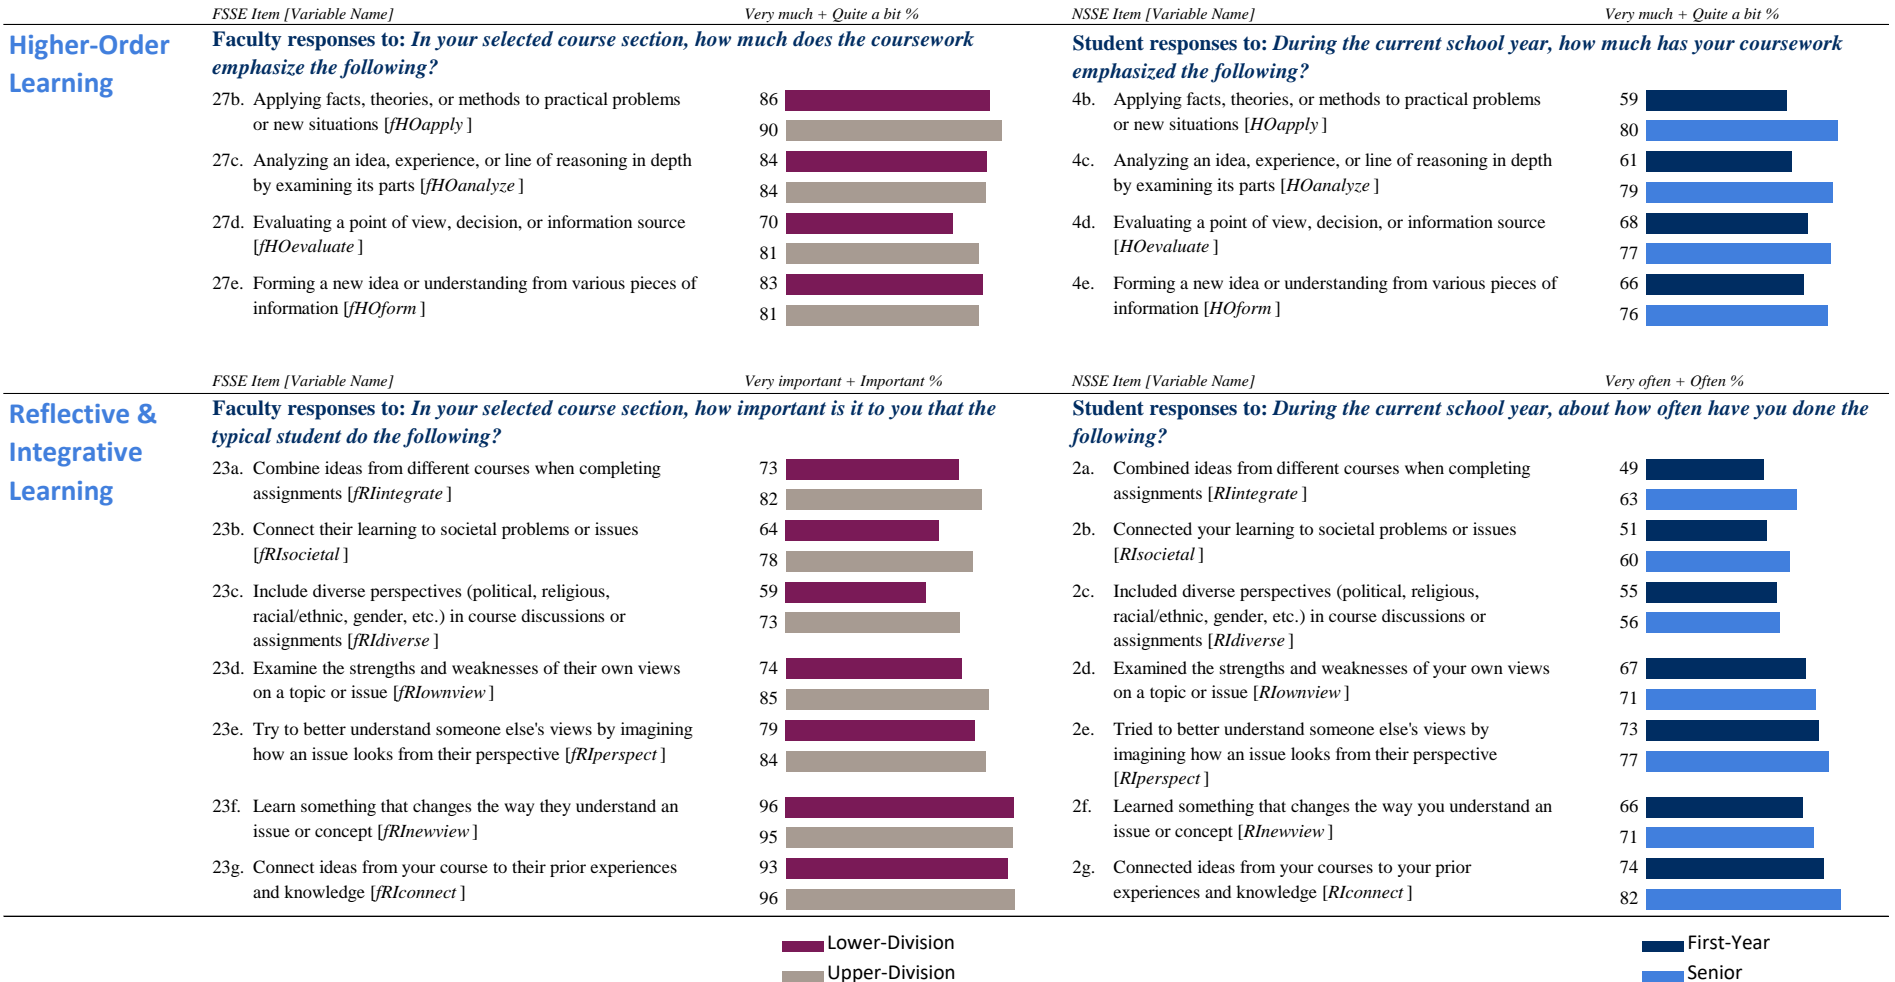 FSSE Item [Variable Name]
Very much + Quite a bit %
NSSE Item [Variable Name]
Very much + Quite a bit %
Higher-Order
Learning
Faculty responses to: In your selected course section, how much does the coursework
emphasize the following?
Student responses to: During the current school year, how much has your coursework
emphasized the following?
27b. Applying facts, theories, or methods to practical problems
or new situations [fHOapply ]
86
90
4b. Applying facts, theories, or methods to practical problems
or new situations [HOapply ]
59
80
27c. Analyzing an idea, experience, or line of reasoning in depth
by examining its parts [fHOanalyze ]
84
84
4c. Analyzing an idea, experience, or line of reasoning in depth
by examining its parts [HOanalyze ]
61
79
27d. Evaluating a point of view, decision, or information source
[fHOevaluate ]
70
81
4d. Evaluating a point of view, decision, or information source
[HOevaluate ]
68
77
27e. Forming a new idea or understanding from various pieces of
information [fHOform ]
83
81
4e. Forming a new idea or understanding from various pieces of
information [HOform ]
66
76
FSSE Item [Variable Name]
Very important + Important %
NSSE Item [Variable Name]
Very often + Often %
Reflective &
Integrative
Learning
Faculty responses to: In your selected course section, how important is it to you that the
typical student do the following?
Student responses to: During the current school year, about how often have you done the
following?
23a. Combine ideas from different courses when completing
assignments [fRIintegrate ]
73
82
2a. Combined ideas from different courses when completing
assignments [RIintegrate ]
49
63
23b. Connect their learning to societal problems or issues
[fRIsocietal ]
64
78
2b. Connected your learning to societal problems or issues
[RIsocietal ]
51
60
23c. Include diverse perspectives (political, religious,
racial/ethnic, gender, etc.) in course discussions or
assignments [fRIdiverse ]
59
73
2c. Included diverse perspectives (political, religious,
racial/ethnic, gender, etc.) in course discussions or
assignments [RIdiverse ]
55
56
23d. Examine the strengths and weaknesses of their own views
on a topic or issue [fRIownview ]
74
85
2d. Examined the strengths and weaknesses of your own views
on a topic or issue [RIownview ]
67
71
23e. Try to better understand someone else's views by imagining
how an issue looks from their perspective [fRIperspect ]
79
84
2e. Tried to better understand someone else's views by
imagining how an issue looks from their perspective
[RIperspect ]
73
77
23f. Learn something that changes the way they understand an
issue or concept [fRInewview ]
96
95
2f. Learned something that changes the way you understand an
issue or concept [RInewview ]
66
71
23g. Connect ideas from your course to their prior experiences
and knowledge [fRIconnect ]
93
96
2g. Connected ideas from your courses to your prior
experiences and knowledge [RIconnect ]
74
82
Lower-Division
Upper-Division
First-Year
Senior